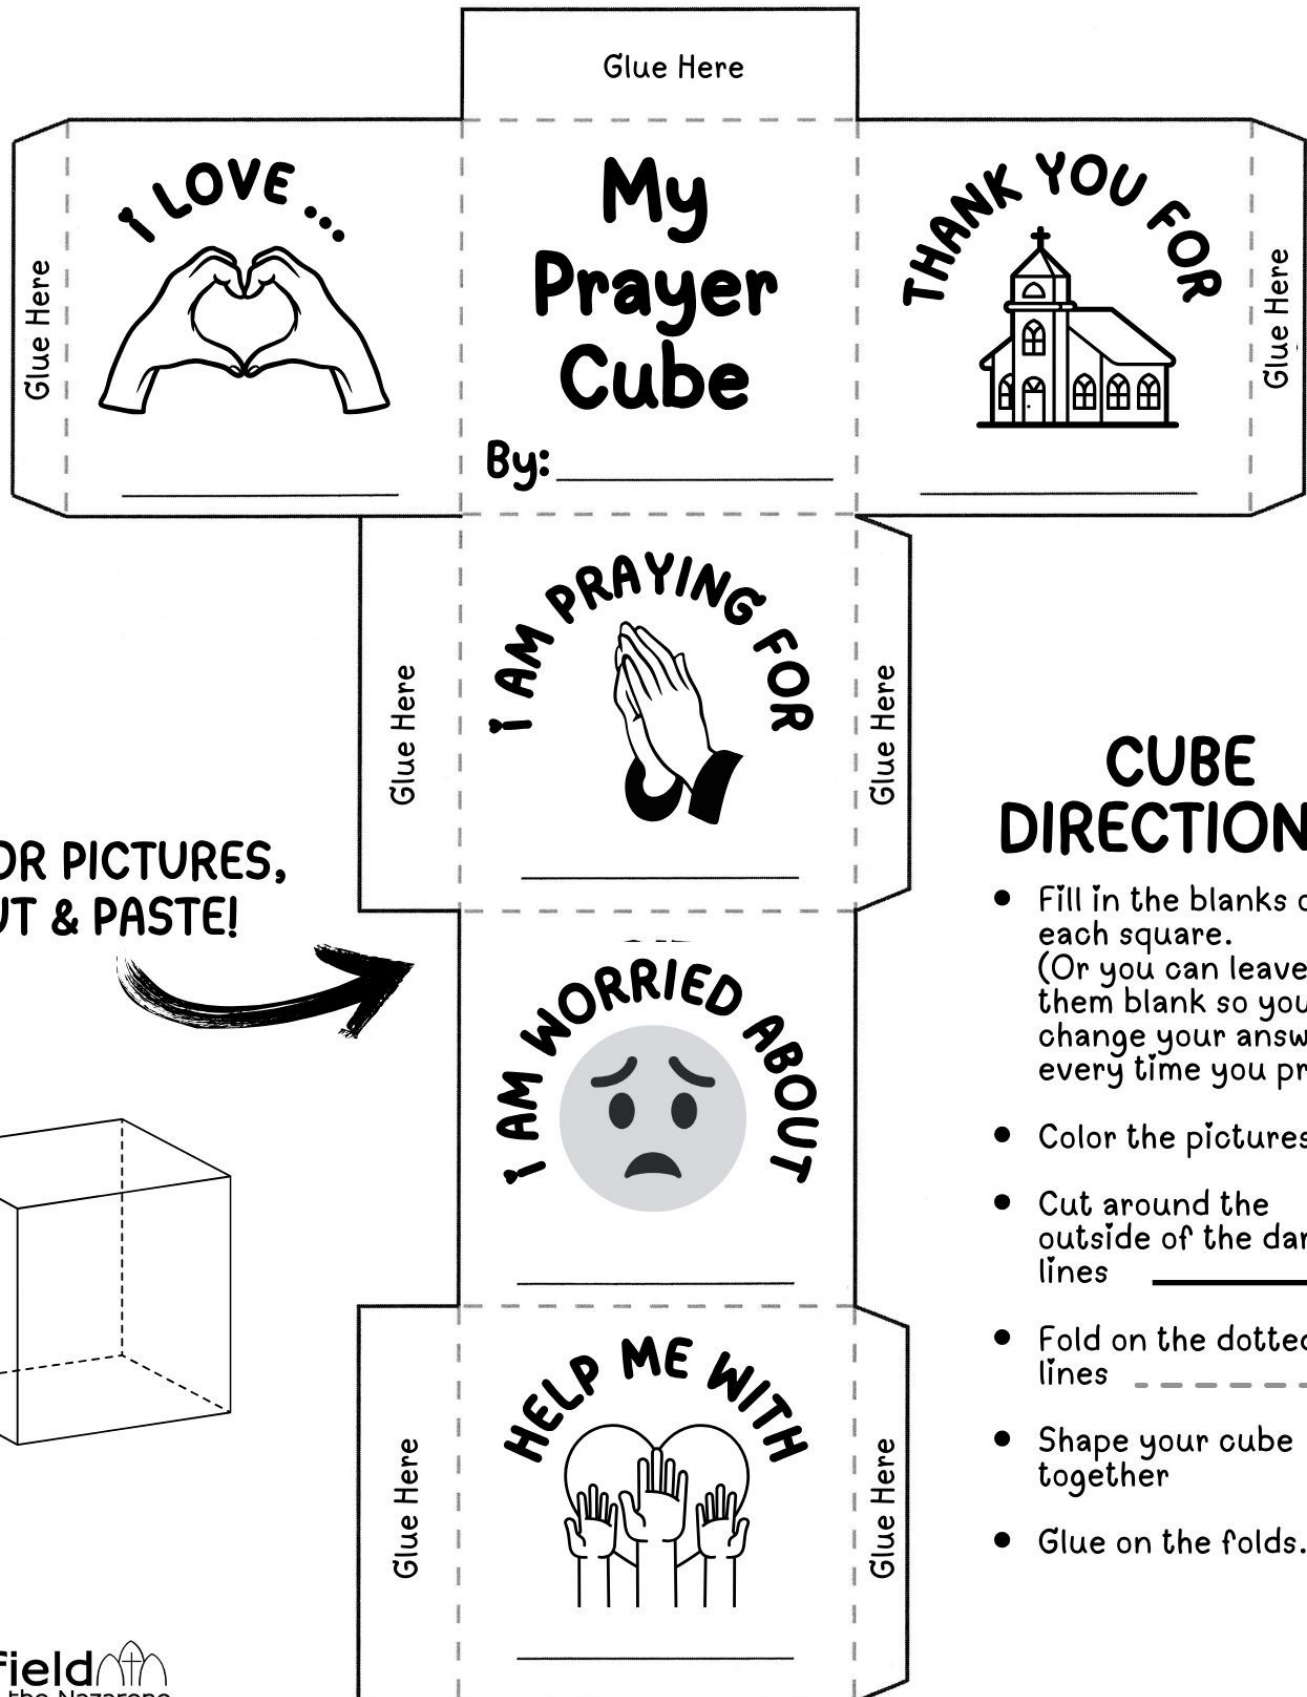 Glue Here
Glue Here
I LOVE ...
My
Prayer
Cube
By:
THANK YOU FOR
Glue Here
Glue Here
I AM PRAYING FOR
Glue Here
OR PICTURES,
UT & PASTE!
I AM WORRIED ABOUT
Glue Here
HELP ME WITH
Glue Here
CUBE
DIRECTION
• Fill in the blanks o
each square.
(Or you can leave
them blank so you
change your answ
every time you pr
• Color the pictures
• Cut around the
outside of the dar
lines
• Fold on the dotted
lines
• Shape your cube
together
• Glue on the folds.
field
the Nazarene